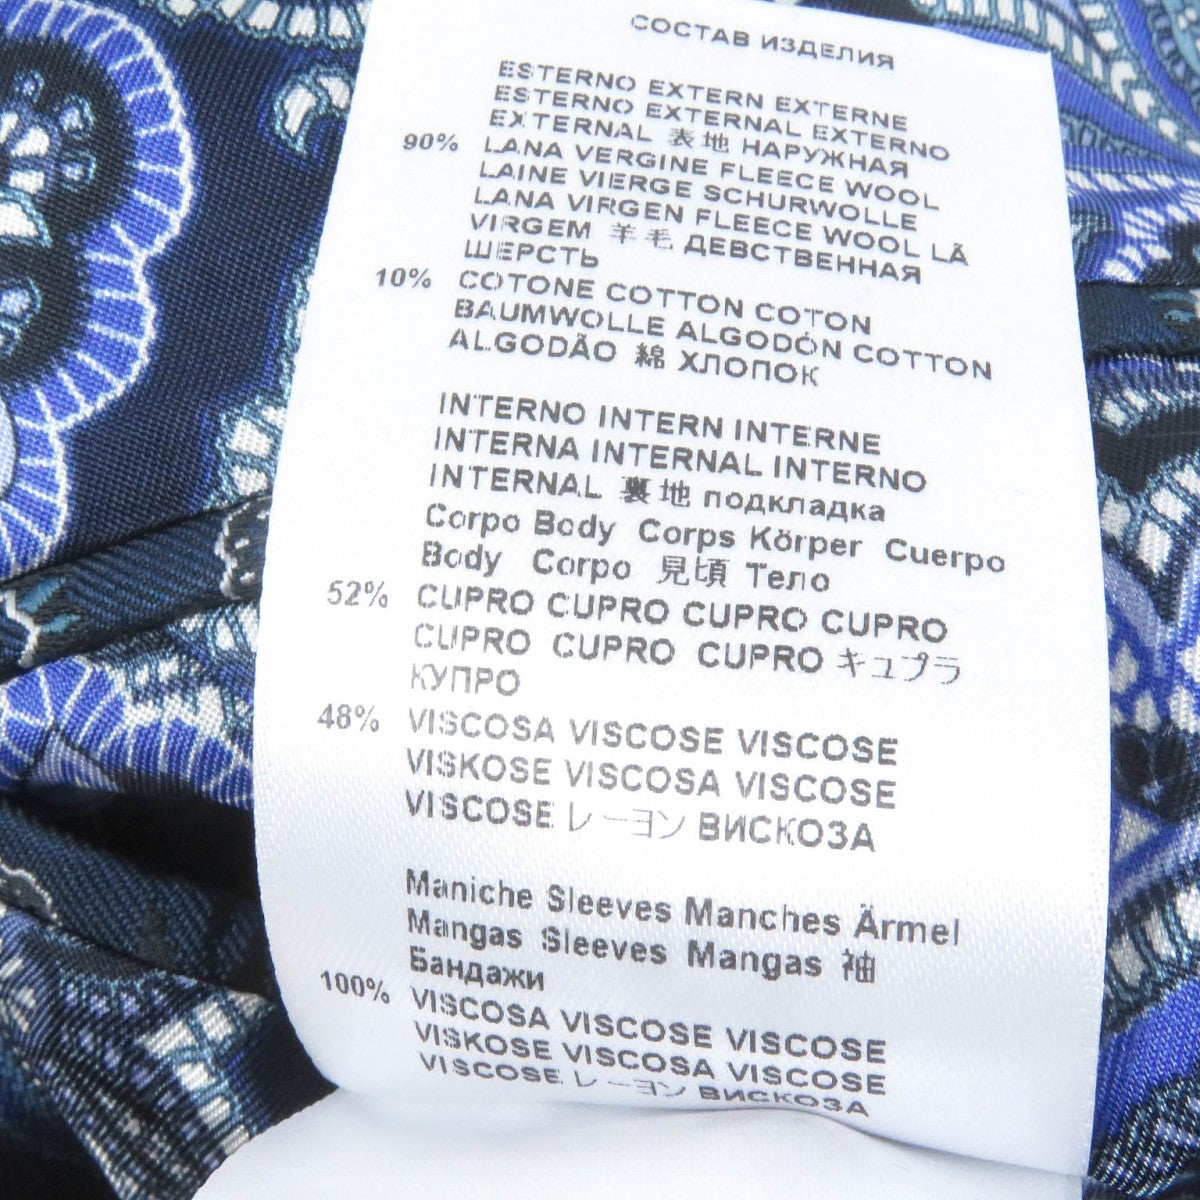 СОСТАВ ИЗДЕЛИЯ
ESTERNO EXTERN EXTERNE
ESTERNO EXTERNAL EXTERNO
EXTERNAL 表地 НАРУЖНАЯ
90% LANA VERGINE FLEECE WOOL
LAINE VIERGE SCHURWOLLE
LANA VIRGEN FLEECE WOOL LÃ
VIRGEM 羊毛 ДЕВСТВЕННАЯ
ШЕРСТЬ
10% COTONE COTTON COTON
BAUMWOLLE ALGODÓN COTTON
ALGODÃO 綿 ХЛОПОК
INTERNO INTERN INTERNE
INTERNA INTERNAL INTERNO
INTERNAL 裏地 подкладка
Corpo Body Corps Körper Cuerpo
Body Corpo 見頃 Тело
52% CUPRO CUPRO CUPRO CUPRO
CUPRO CUPRO CUPRO キュプラ
КУПРО
48% VISCOSA VISCOSE VISCOSE
VISKOSE VISCOSA VISCOSE
VISCOSE レーヨン ВИСКОЗА
Maniche Sleeves Manches Ärmel
Mangas Sleeves Mangas 袖
Бандажи
100% VISCOSA VISCOSE VISCOSE
VISKOSE VISCOSA VISCOSE
VISCOSE レーヨン ВИСКОЗА